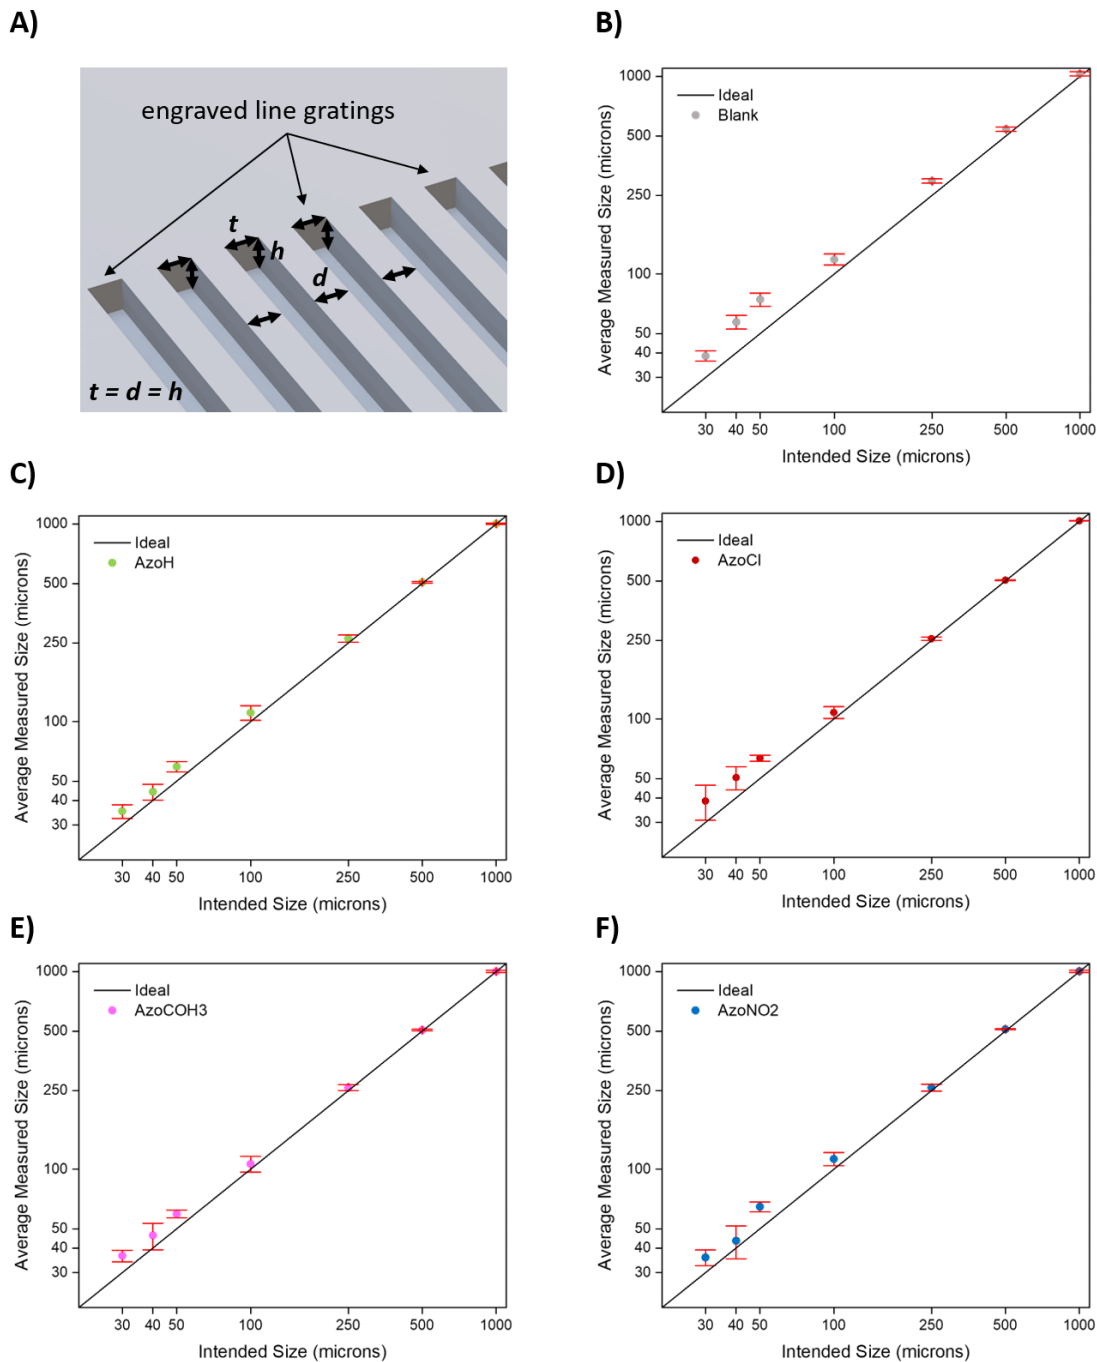 A)
engraved line gratings
t
h
d
t = d = h
B)
Average Measured Size (microns)
1000
500
250
100
50
40
30
Ideal
Blank
30 40 50 100 250 500 1000
Intended Size (microns)
C)
Average Measured Size (microns)
1000
500
250
100
50
40
30
Ideal
AzoH
30 40 50 100 250 500 1000
Intended Size (microns)
D)
Average Measured Size (microns)
1000
500
250
100
50
40
30
Ideal
AzoCl
30 40 50 100 250 500 1000
Intended Size (microns)
E)
Average Measured Size (microns)
1000
500
250
100
50
40
30
Ideal
AzoCOH3
30 40 50 100 250 500 1000
Intended Size (microns)
F)
Average Measured Size (microns)
1000
500
250
100
50
40
30
Ideal
AzoNO2
30 40 50 100 250 500 1000
Intended Size (microns)